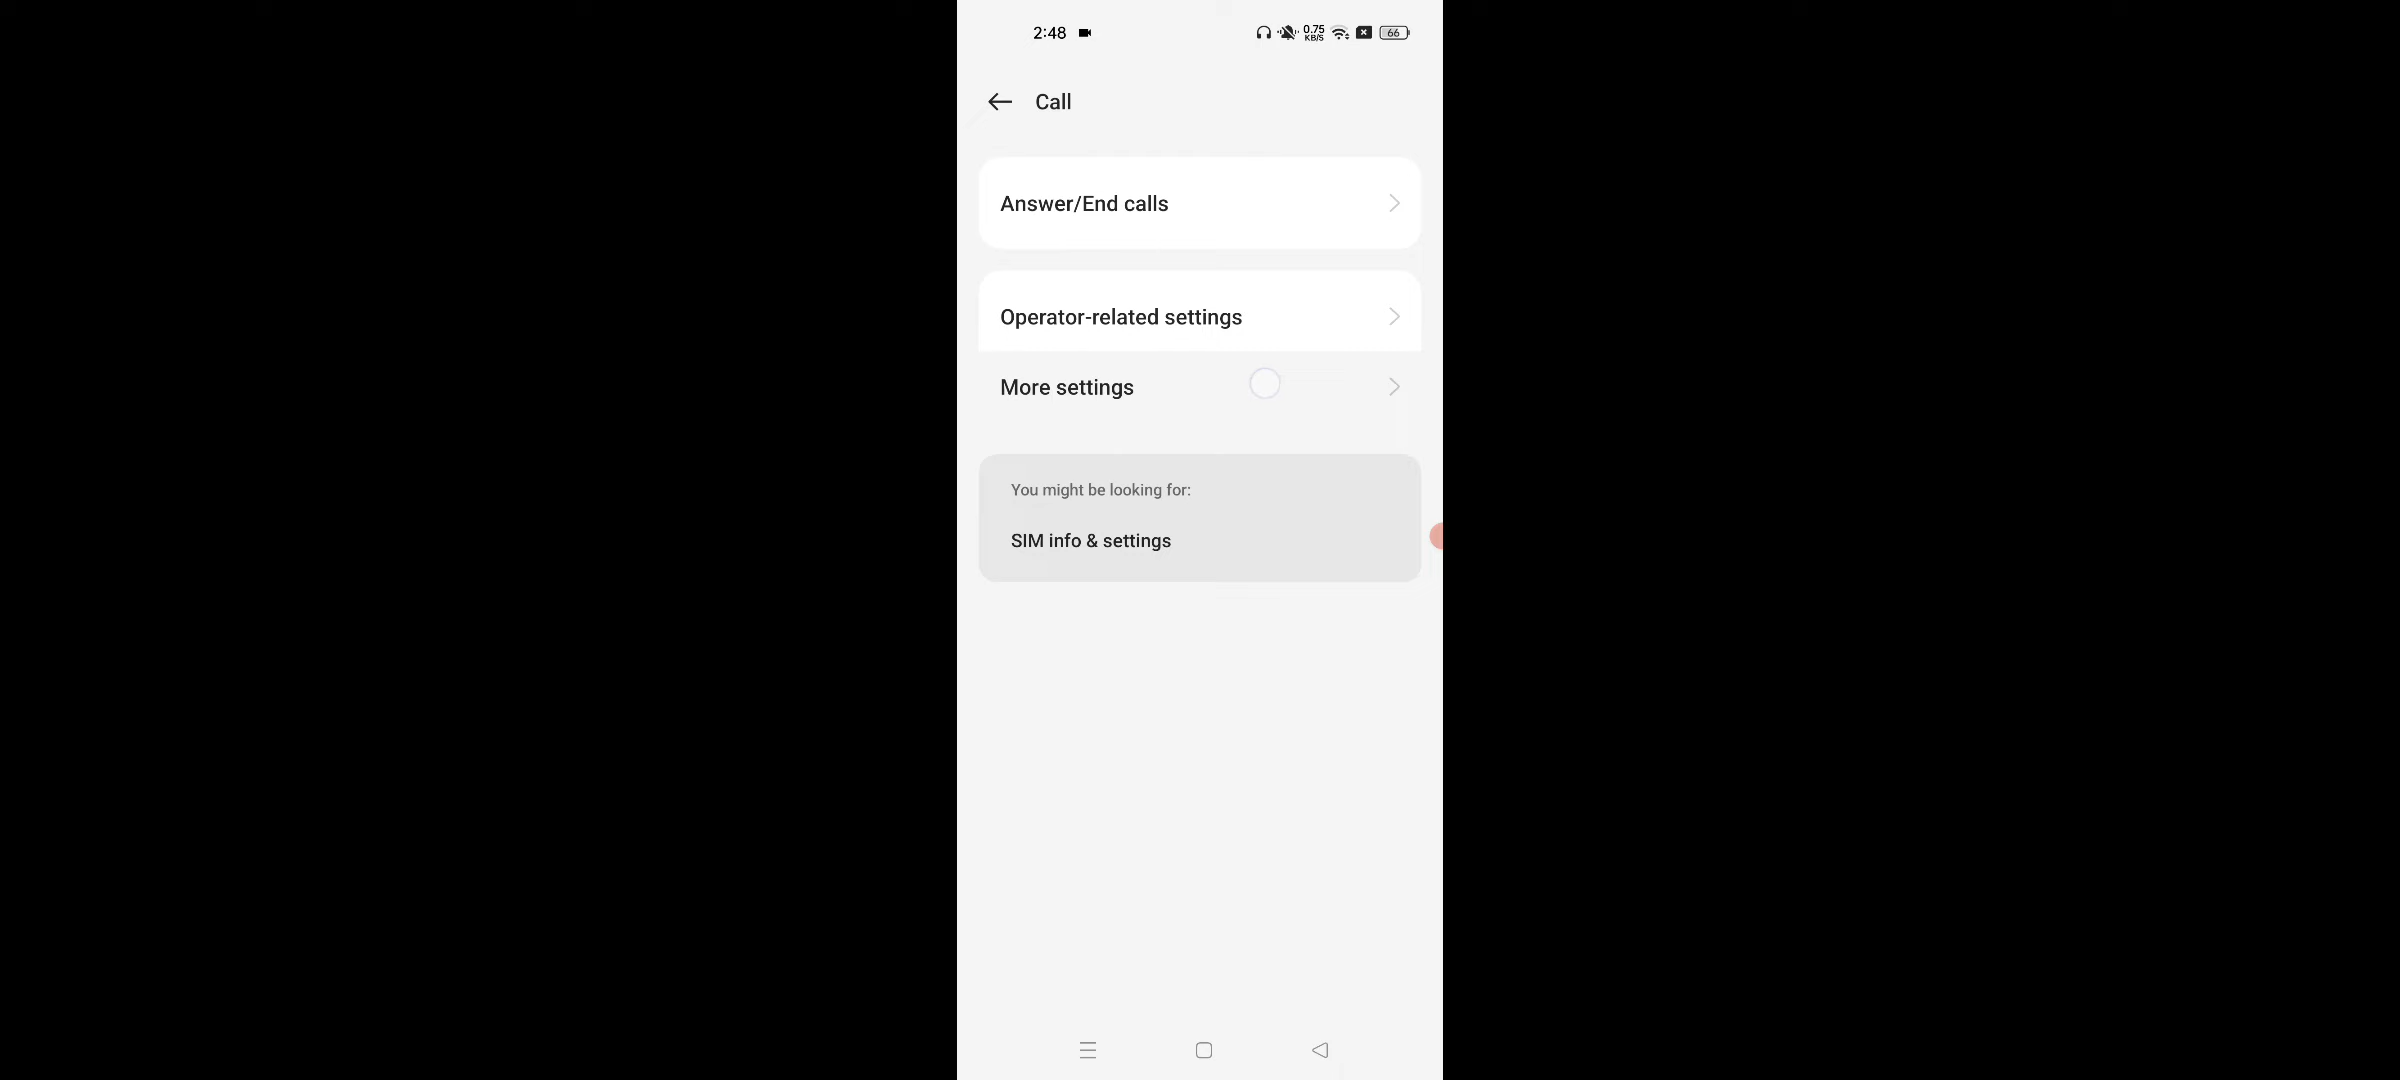 2:48
0.75
KB/S
66
Call
Answer/End calls
Operator-related settings
More settings
You might be looking for:
SIM info & settings